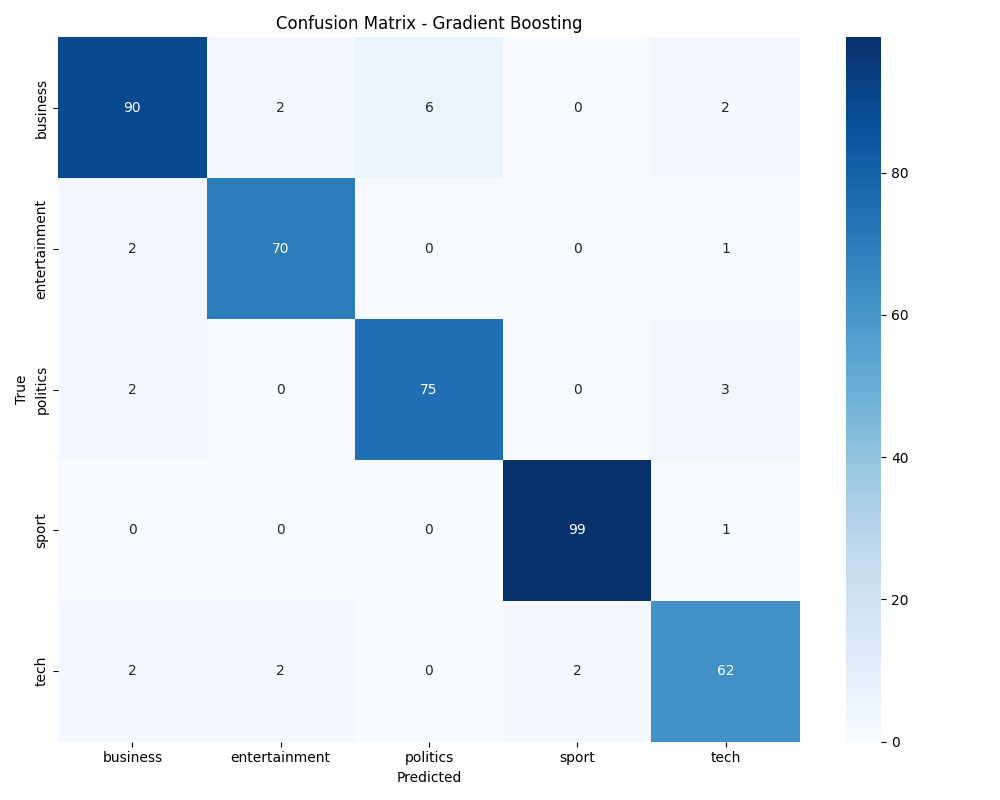 Confusion Matrix - Gradient Boosting
business 90 2 6 0 2
entertainment 2 70 0 0 1
politics 2 0 75 0 3
sport 0 0 0 99 1
tech 2 2 0 2 62
True
business entertainment politics sport tech
Predicted
80
60
40
20
0